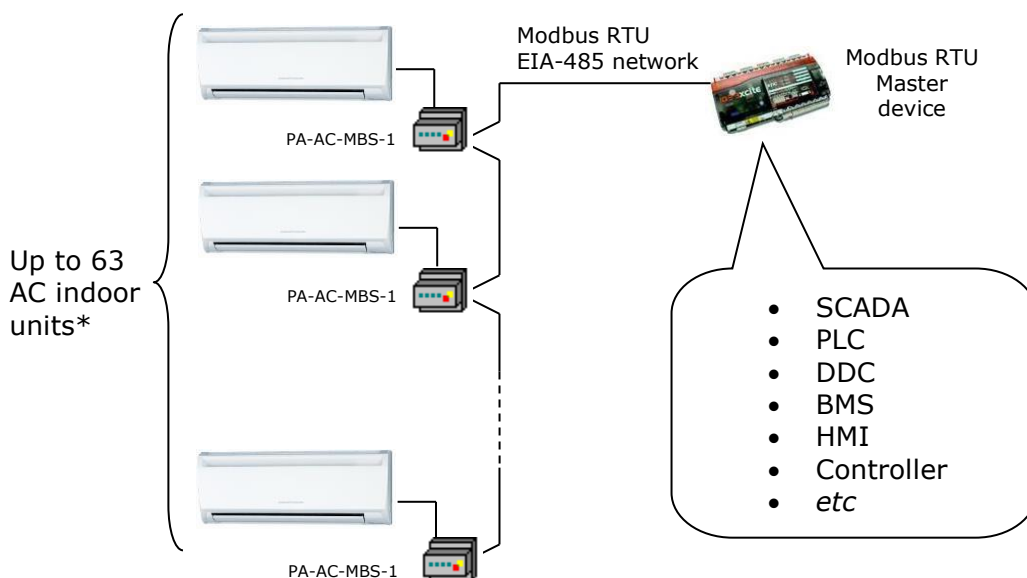 Modbus RTU
EIA-485 network
Modbus RTU
Master
device
PA-AC-MBS-1
Up to 63
AC indoor
units*
PA-AC-MBS-1
• SCADA
• PLC
• DDC
• BMS
• HMI
• Controller
• etc
PA-AC-MBS-1